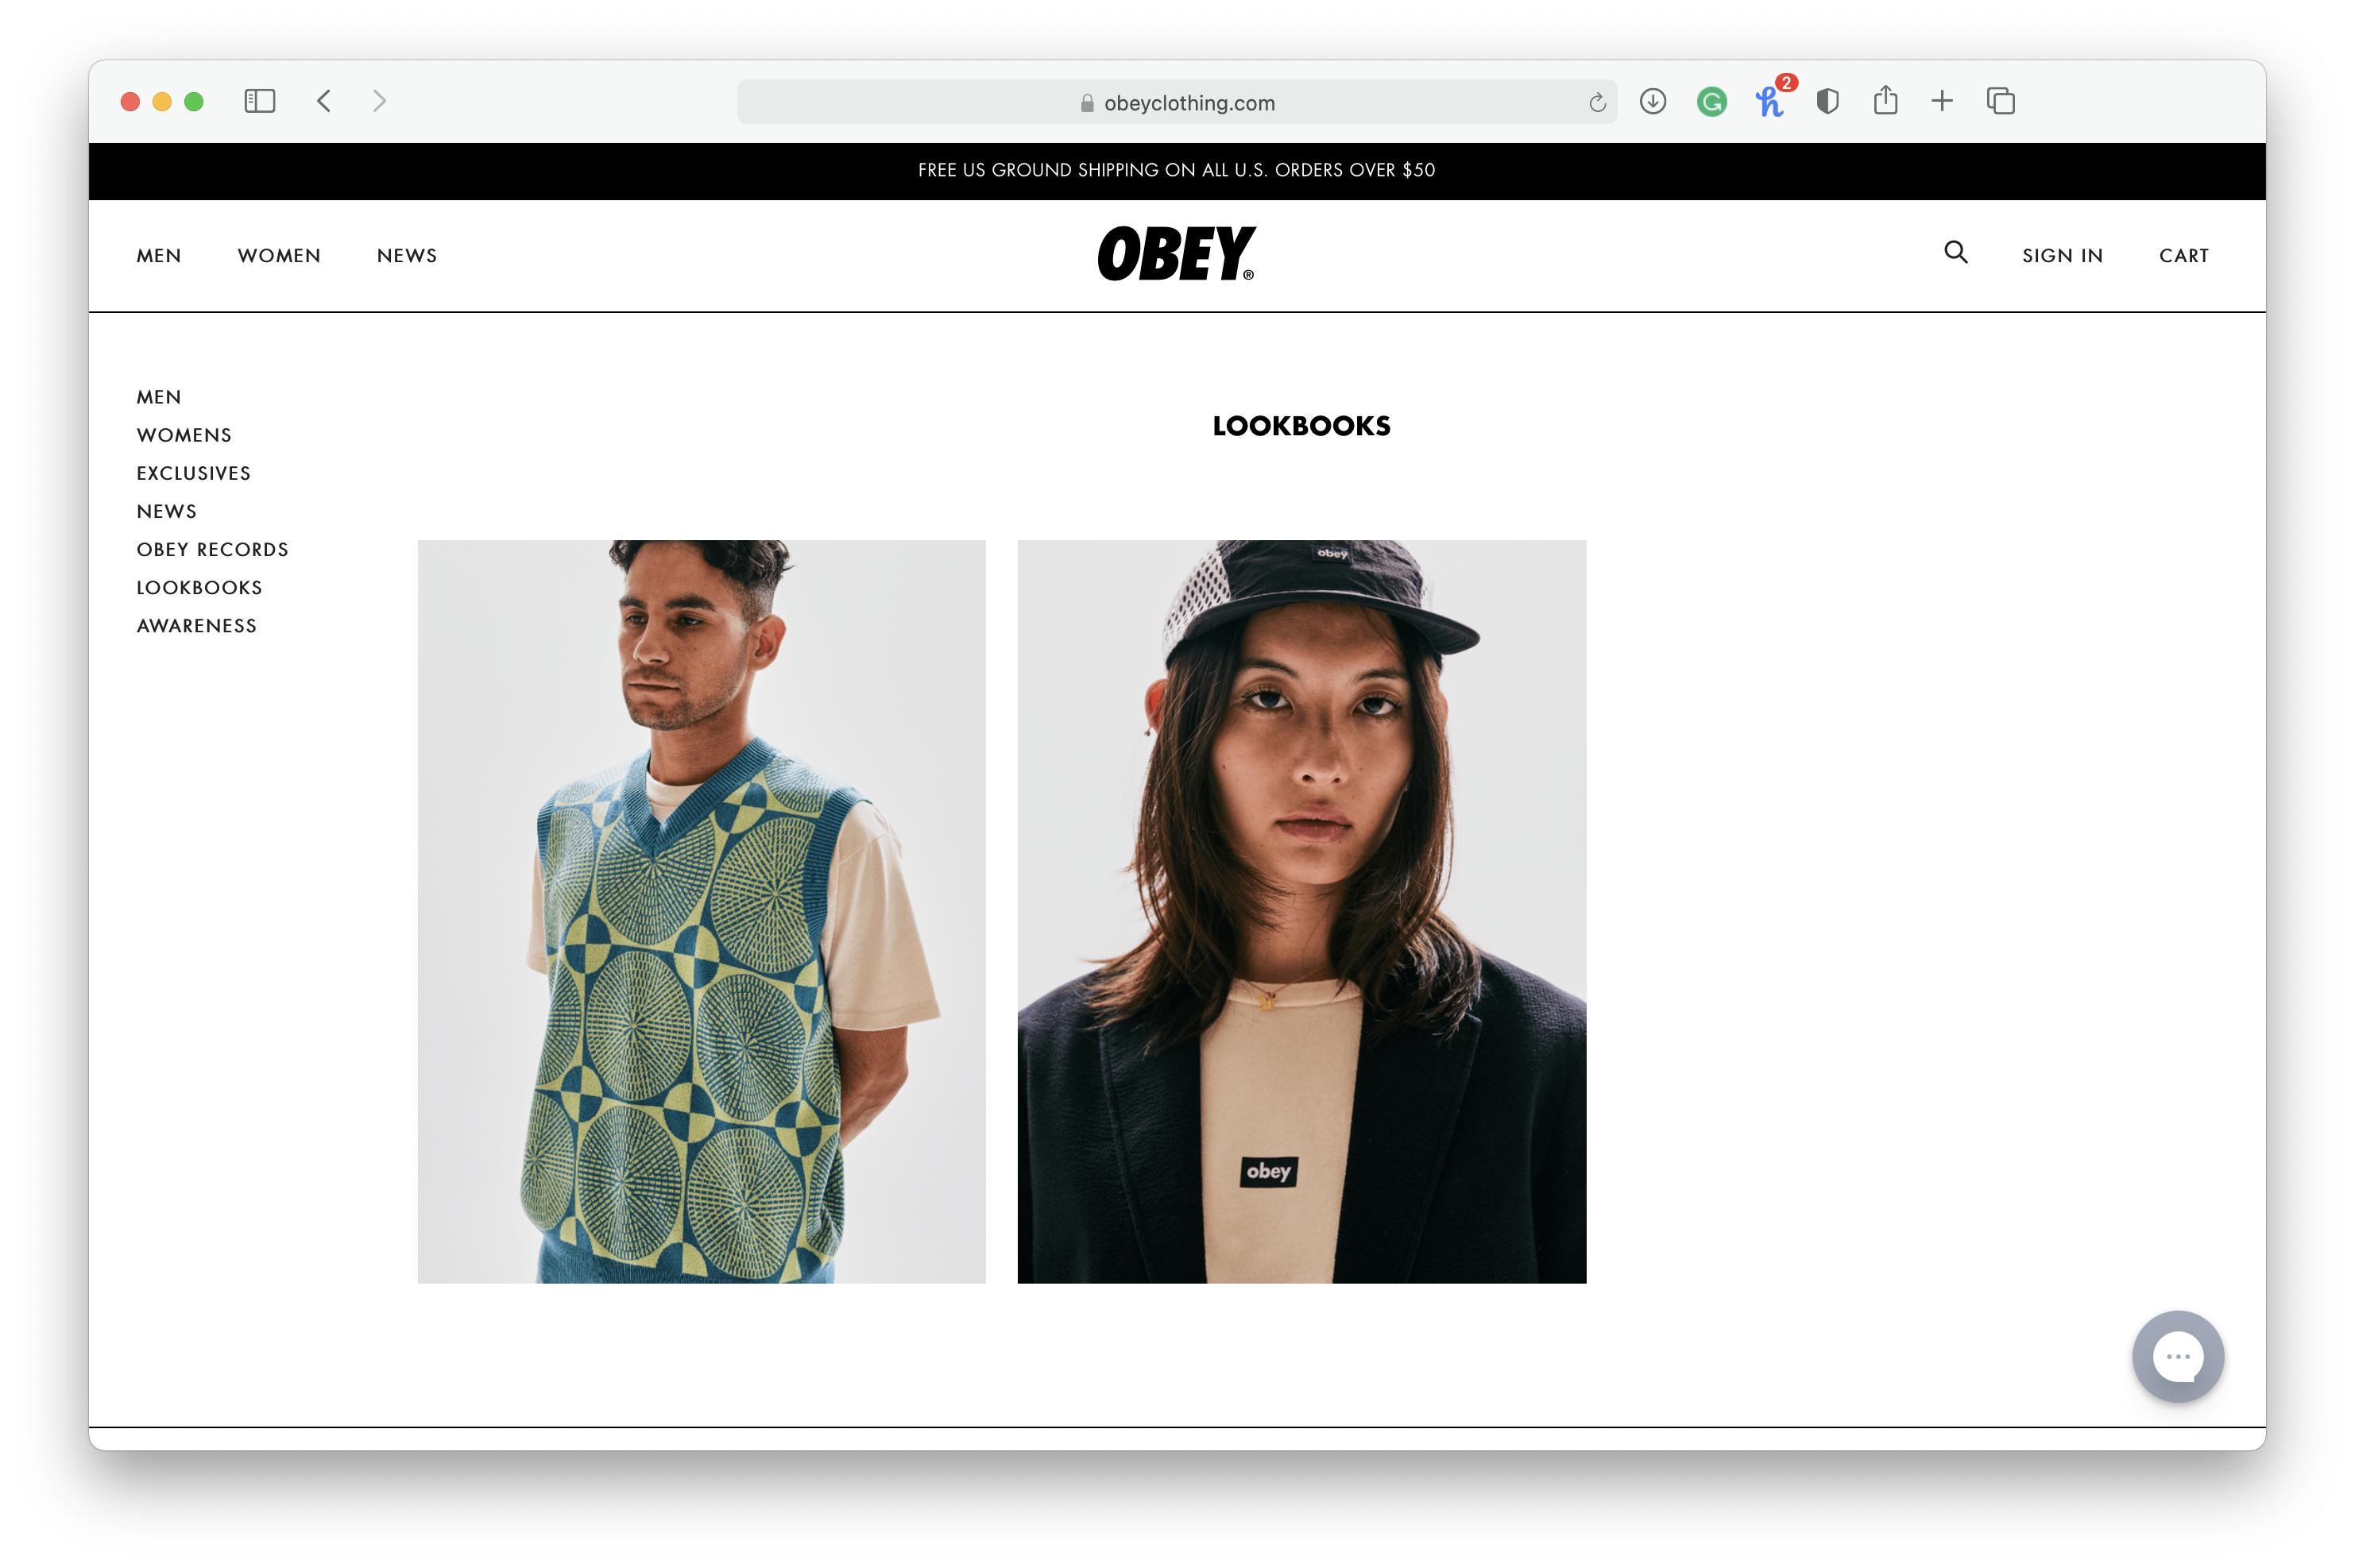 obeyclothing.com
2
FREE US GROUND SHIPPING ON ALL U.S. ORDERS OVER $50
MEN WOMEN NEWS
OBEY®
SIGN IN CART
MEN
WOMENS
EXCLUSIVES
NEWS
OBEY RECORDS
LOOKBOOKS
AWARENESS
LOOKBOOKS
obey
obey